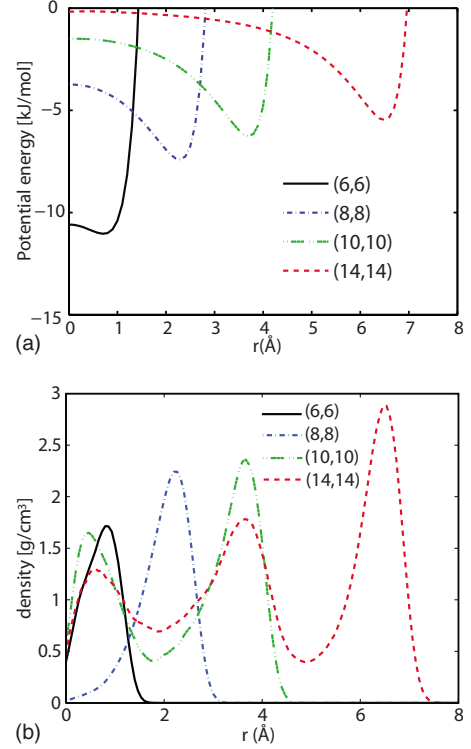 0
−5
−10
−15
Potential energy [kJ/mol]
(6,6)
(8,8)
(10,10)
(14,14)
0 1 2 3 4 5 6 7 8
r(Å)
(a)
3
2.5
2
1.5
1
0.5
0
density [g/cm³]
(6,6)
(8,8)
(10,10)
(14,14)
0 2 4 6 8
r (Å)
(b)